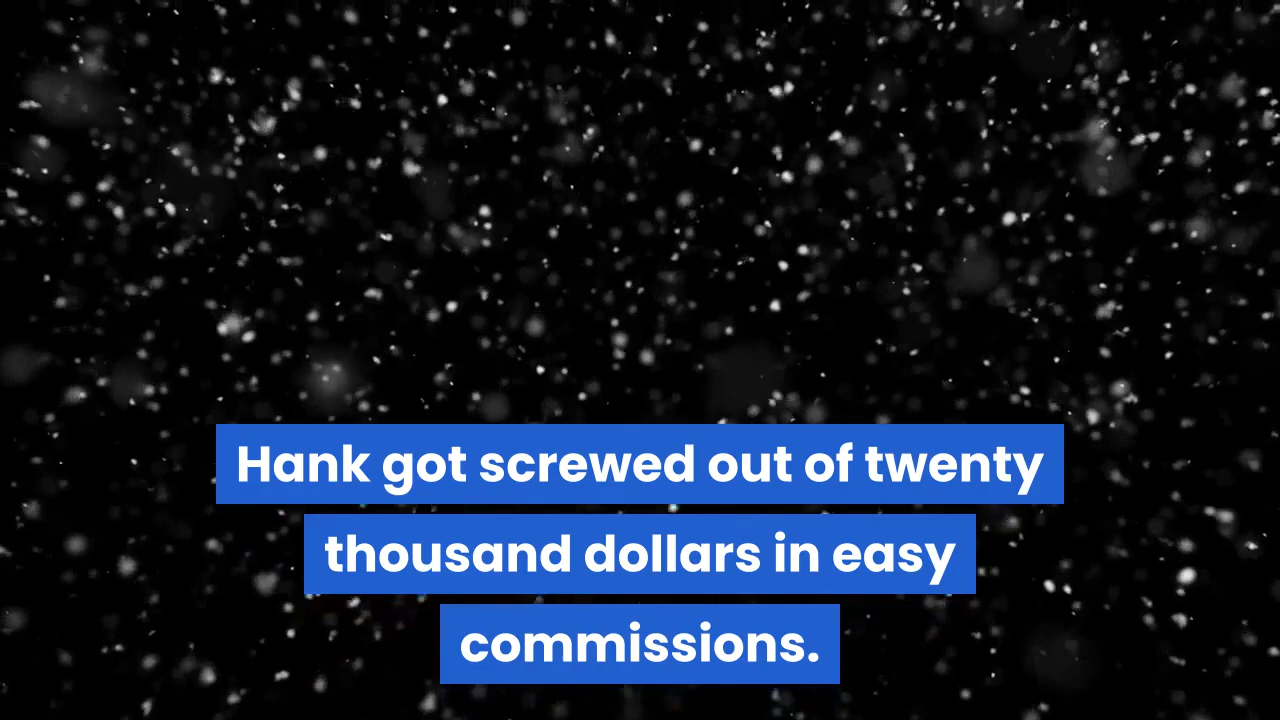 Hank got screwed out of twenty
thousand dollars in easy
commissions.